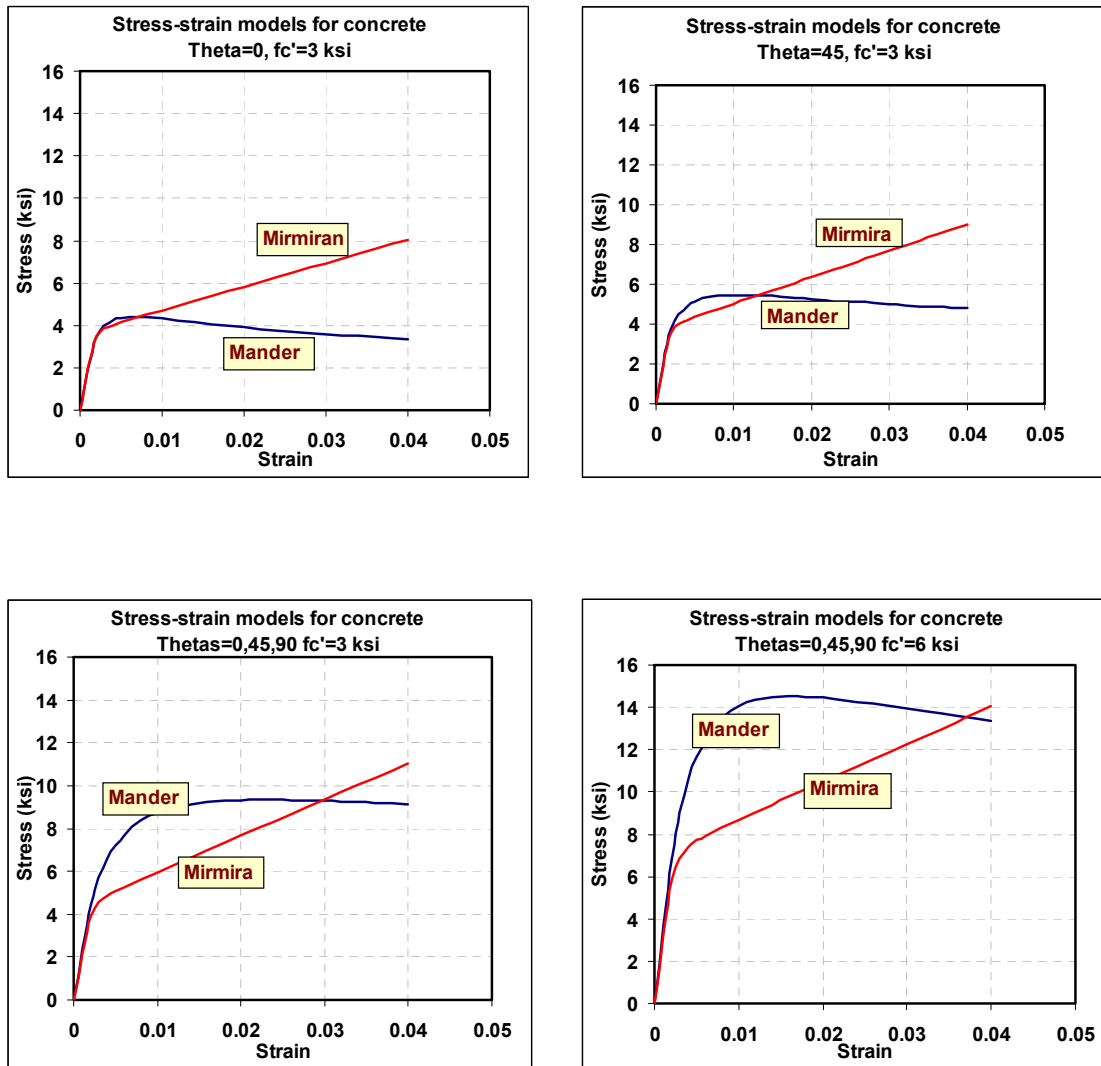 Stress-strain models for concrete
Theta=0, fc'=3 ksi
16
14
12
10
8
6
4
2
0
Stress (ksi)
Mirmiran
Mander
0 0.01 0.02 0.03 0.04 0.05
Strain
Stress-strain models for concrete
Theta=45, fc'=3 ksi
16
14
12
10
8
6
4
2
0
Stress (ksi)
Mirmira
Mander
0 0.01 0.02 0.03 0.04 0.05
Strain
Stress-strain models for concrete
Thetas=0,45,90 fc'=3 ksi
16
14
12
10
8
6
4
2
0
Stress (ksi)
Mander
Mirmira
0 0.01 0.02 0.03 0.04 0.05
Strain
Stress-strain models for concrete
Thetas=0,45,90 fc'=6 ksi
16
14
12
10
8
6
4
2
0
Stress (ksi)
Mander
Mirmira
0 0.01 0.02 0.03 0.04 0.05
Strain